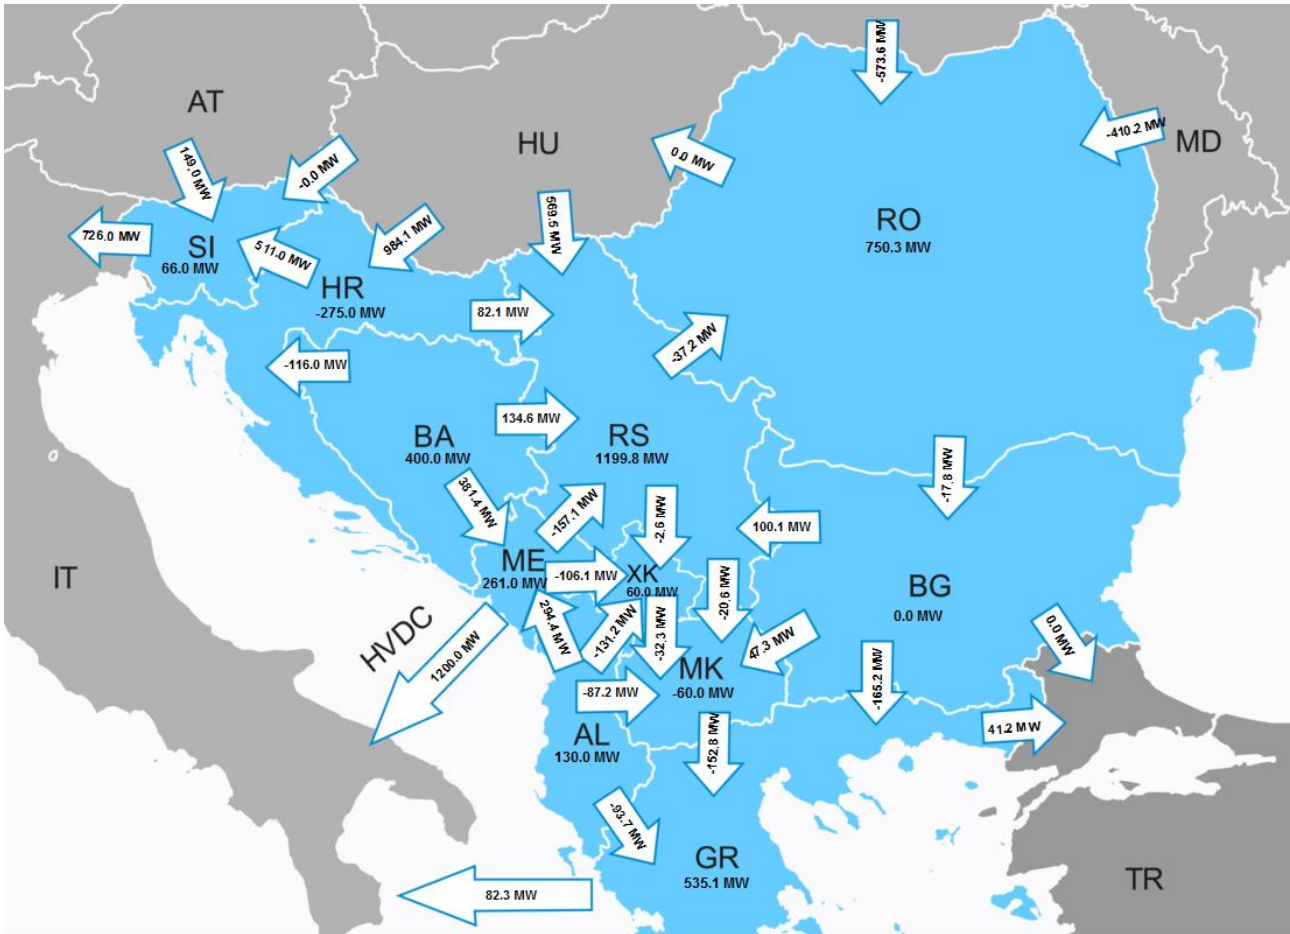 -573.6 MW
AT
HU
MD
-410.2 MW
149.0 MW
-0.0 MW
0.0 MW
RO
750.3 MW
726.0 MW
SI
66.0 MW
511.0 MW
984.1 MW
569.5 MW
HR
-275.0 MW
82.1 MW
-37.2 MW
-116.0 MW
134.6 MW
BA
400.0 MW
RS
1199.8 MW
381.4 MW
-157.1 MW
-2.6 MW
100.1 MW
-17.8 MW
IT
ME
261.0 MW
-106.1 MW
XK
60.0 MW
-20.6 MW
BG
0.0 MW
HVDC
1200.0 MW
294.4 MW
-131.2 MW
-32.3 MW
47.3 MW
0.0 MW
MK
-60.0 MW
-87.2 MW
-165.2 MW
41.2 MW
AL
130.0 MW
-152.8 MW
-93.7 MW
GR
535.1 MW
82.3 MW
TR